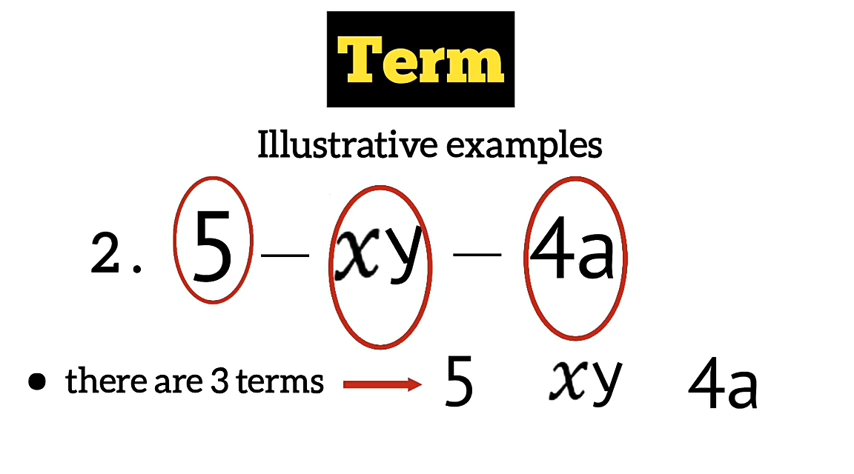 Term
Illustrative examples
2. 5 — xy — 4a
• there are 3 terms → 5 xy 4a